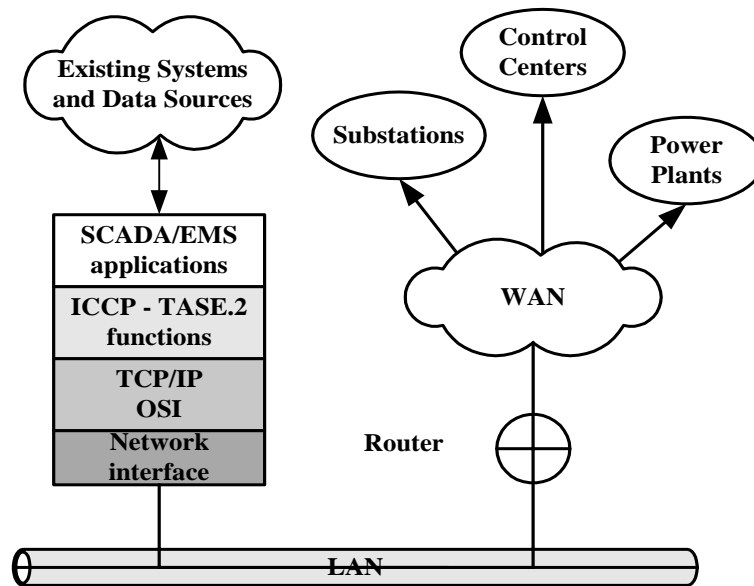 Existing Systems
and Data Sources
Control
Centers
Substations
Power
Plants
SCADA/EMS
applications
ICCP - TASE.2
functions
WAN
TCP/IP
OSI
Network
interface
Router
LAN